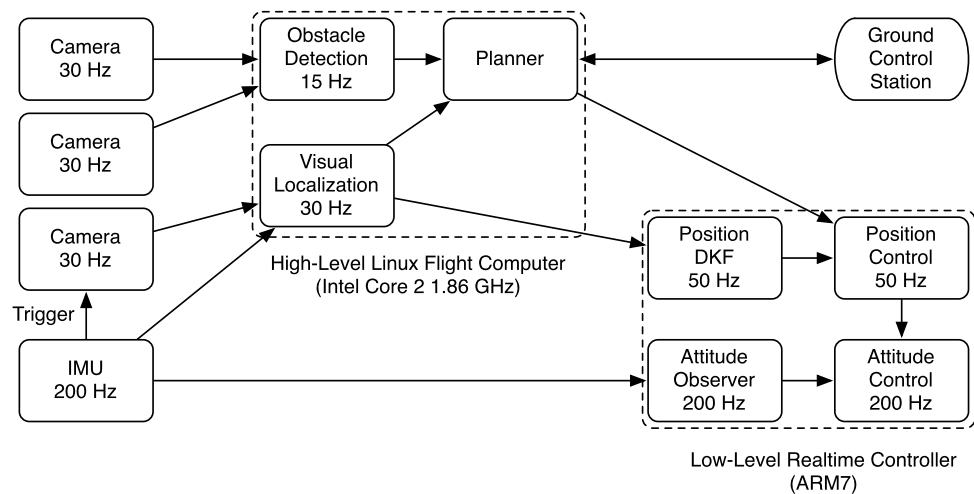 Camera
30 Hz
Obstacle
Detection
15 Hz
Planner
Ground
Control
Station
Camera
30 Hz
Visual
Localization
30 Hz
Camera
30 Hz
High-Level Linux Flight Computer
(Intel Core 2 1.86 GHz)
Position
DKF
50 Hz
Position
Control
50 Hz
Trigger
IMU
200 Hz
Attitude
Observer
200 Hz
Attitude
Control
200 Hz
Low-Level Realtime Controller
(ARM7)